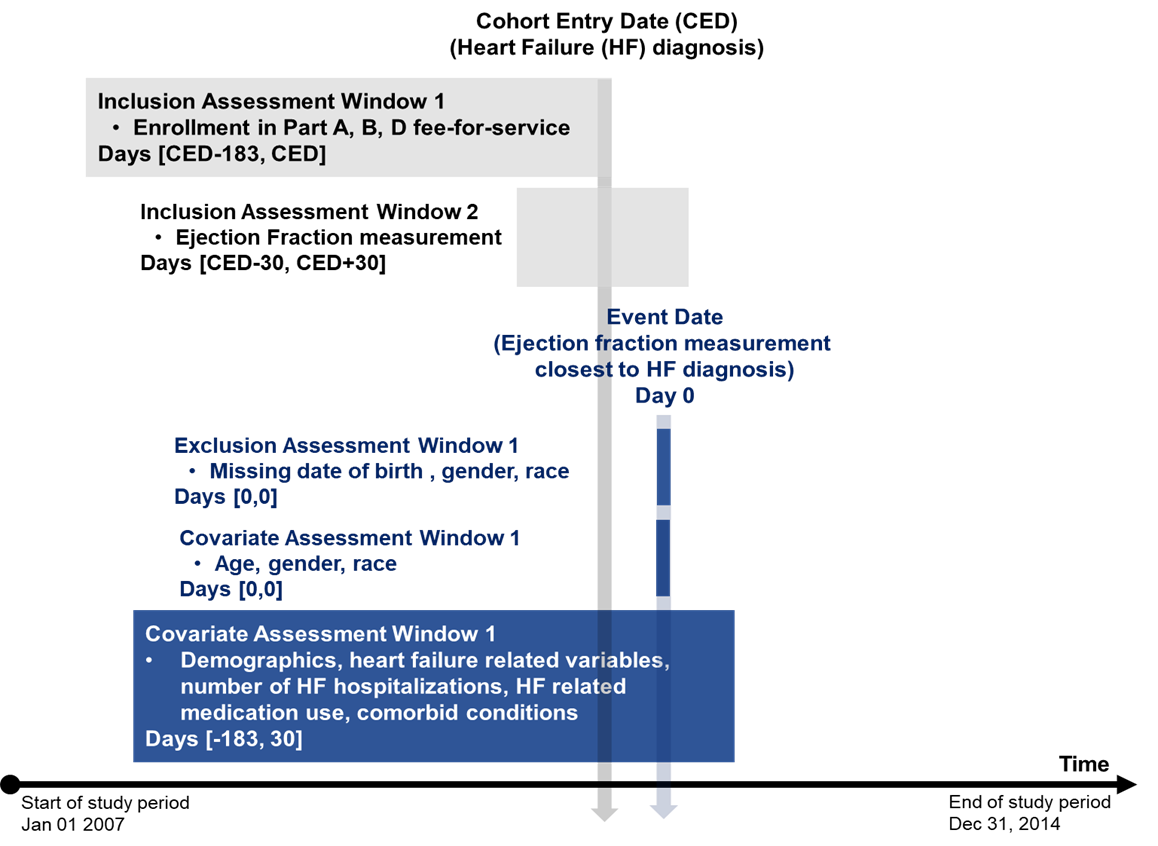 Cohort Entry Date (CED)
(Heart Failure (HF) diagnosis)
Inclusion Assessment Window 1
• Enrollment in Part A, B, D fee-for-service
Days [CED-183, CED]
Inclusion Assessment Window 2
• Ejection Fraction measurement
Days [CED-30, CED+30]
Event Date
(Ejection fraction measurement
closest to HF diagnosis)
Day 0
Exclusion Assessment Window 1
• Missing date of birth , gender, race
Days [0,0]
Covariate Assessment Window 1
• Age, gender, race
Days [0,0]
Covariate Assessment Window 1
• Demographics, heart failure related variables,
number of HF hospitalizations, HF related
medication use, comorbid conditions
Days [-183, 30]
Time
Start of study period
Jan 01 2007
End of study period
Dec 31, 2014